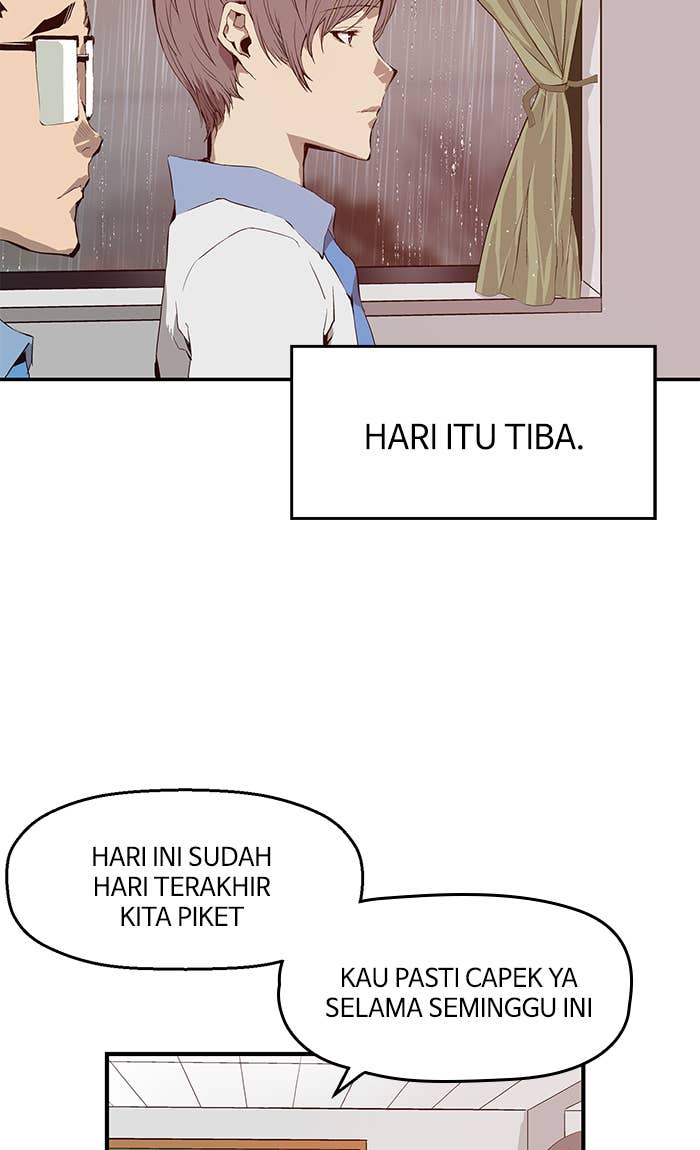 HARI ITU TIBA.
HARI INI SUDAH
HARI TERAKHIR
KITA PIKET
KAU PASTI CAPEK YA
SELAMA SEMINGGU INI